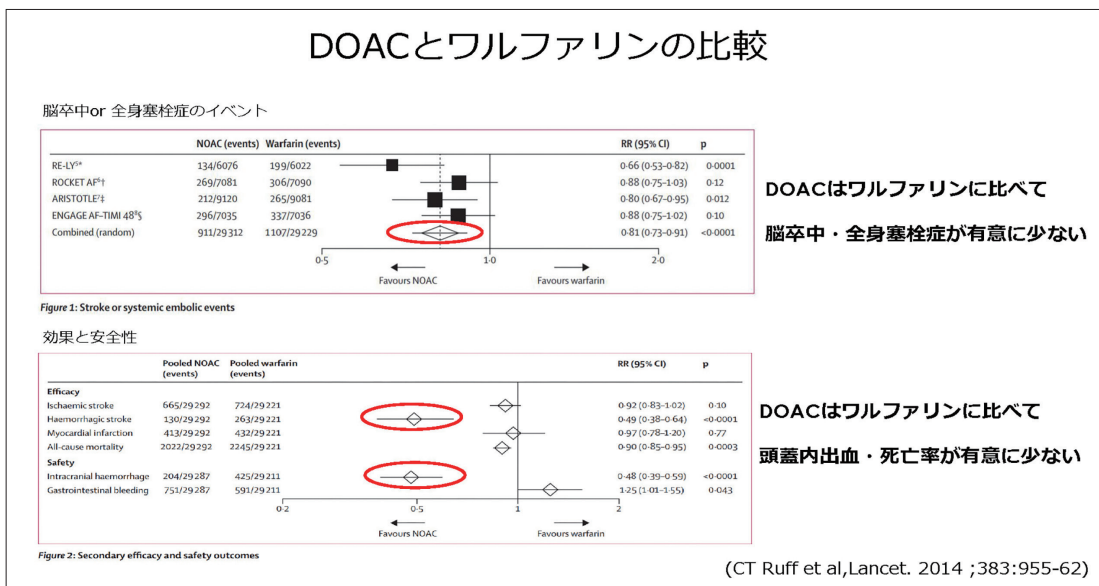 DOACとワルファリンの比較
脳卒中or 全身塞栓症のイベント
NOAC (events) Warfarin (events) RR (95% CI) p
RE-LY⁵* 134/6076 199/6022 0·66 (0·53–0·82) 0·0001
ROCKET AF⁶† 269/7081 306/7090 0·88 (0·75–1·03) 0·12
ARISTOTLE⁷‡ 212/9120 265/9081 0·80 (0·67–0·95) 0·012
ENGAGE AF–TIMI 48⁸§ 296/7035 337/7036 0·88 (0·75–1·02) 0·10
Combined (random) 911/29312 1107/29229 0·81 (0·73–0·91) <0·0001
0·5 1·0 2·0
Favours NOAC Favours warfarin
Figure 1: Stroke or systemic embolic events
DOACはワルファリンに比べて
脳卒中・全身塞栓症が有意に少ない
効果と安全性
Pooled NOAC Pooled warfarin RR (95% CI) p
(events) (events)
Efficacy
Ischaemic stroke 665/29292 724/29221 0·92 (0·83–1·02) 0·10
Haemorrhagic stroke 130/29292 263/29221 0·49 (0·38–0·64) <0·0001
Myocardial infarction 413/29292 432/29221 0·97 (0·78–1·20) 0·77
All-cause mortality 2022/29292 2245/29221 0·90 (0·85–0·95) 0·0003
Safety
Intracranial haemorrhage 204/29287 425/29211 0·48 (0·39–0·59) <0·0001
Gastrointestinal bleeding 751/29287 591/29211 1·25 (1·01–1·55) 0·043
0·2 0·5 1 2
Favours NOAC Favours warfarin
Figure 2: Secondary efficacy and safety outcomes
DOACはワルファリンに比べて
頭蓋内出血・死亡率が有意に少ない
(CT Ruff et al,Lancet. 2014 ;383:955-62)